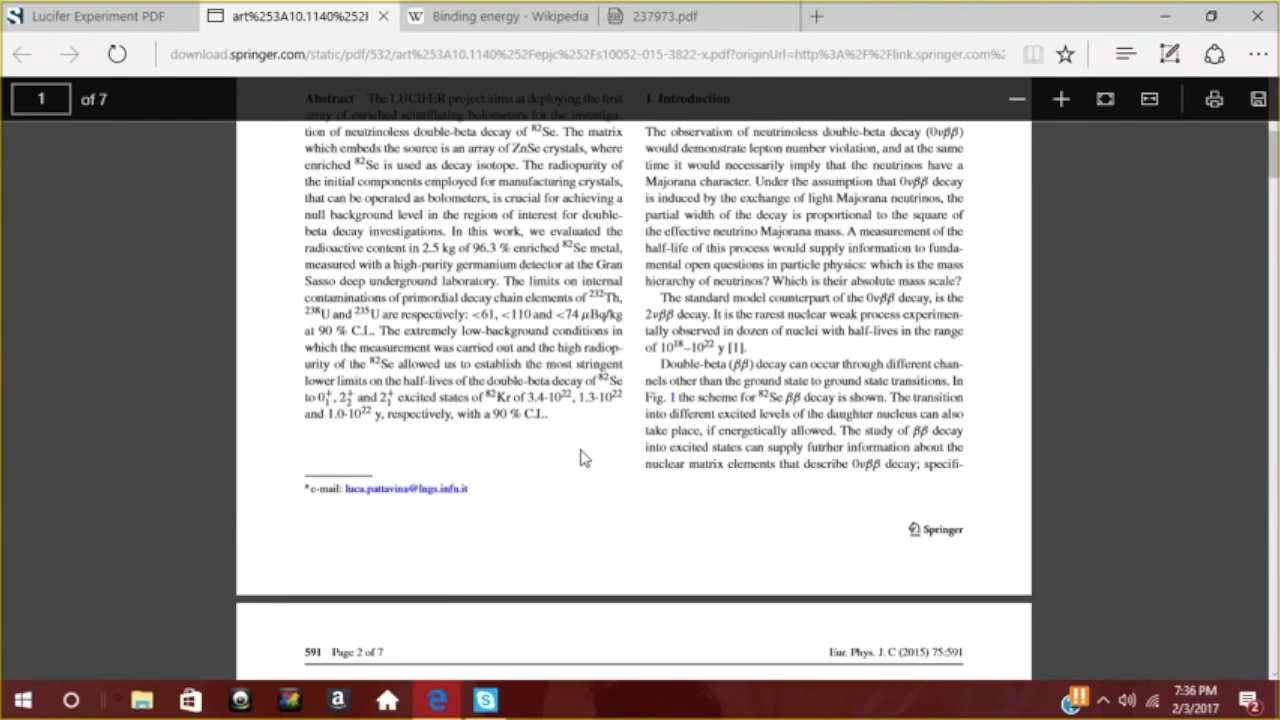 Lucifer Experiment PDF
art%253A10.1140%252I
Binding energy - Wikipedia
237973.pdf
download.springer.com/static/pdf/532/art%253A10.1140%252Fepjc%252Fs10052-015-3822-x.pdf?originUrl=http%3A%2F%2Flink.springer.com%2
1 of 7
Abstract The LUCIFER project aims at deploying the first
array of enriched scintillating bolometers for the investiga-
tion of neutrinoless double-beta decay of ⁸²Se. The matrix
which embeds the source is an array of ZnSe crystals, where
enriched ⁸²Se is used as decay isotope. The radiopurity of
the initial components employed for manufacturing crystals,
that can be operated as bolometers, is crucial for achieving a
null background level in the region of interest for double-
beta decay investigations. In this work, we evaluated the
radioactive content in 2.5 kg of 96.3 % enriched ⁸²Se metal,
measured with a high-purity germanium detector at the Gran
Sasso deep underground laboratory. The limits on internal
contaminations of primordial decay chain elements of ²³²Th,
²³⁸U and ²³⁵U are respectively: <61, <110 and <74 μBq/kg
at 90 % C.I.. The extremely low-background conditions in
which the measurement was carried out and the high radiop-
urity of the ⁸²Se allowed us to establish the most stringent
lower limits on the half-lives of the double-beta decay of ⁸²Se
to 0₁⁺, 2₂⁺ and 2₁⁺ excited states of ⁸²Kr of 3.4·10²², 1.3·10²²
and 1.0·10²² y, respectively, with a 90 % C.I..
*e-mail: luca.pattavina@lngs.infn.it
1 Introduction
The observation of neutrinoless double-beta decay (0νββ)
would demonstrate lepton number violation, and at the same
time it would necessarily imply that the neutrinos have a
Majorana character. Under the assumption that 0νββ decay
is induced by the exchange of light Majorana neutrinos, the
partial width of the decay is proportional to the square of
the effective neutrino Majorana mass. A measurement of the
half-life of this process would supply information to funda-
mental open questions in particle physics: which is the mass
hierarchy of neutrinos? Which is their absolute mass scale?
The standard model counterpart of the 0νββ decay, is the
2νββ decay. It is the rarest nuclear weak process experimen-
tally observed in dozen of nuclei with half-lives in the range
of 10¹⁸–10²² y [1].
Double-beta (ββ) decay can occur through different chan-
nels other than the ground state to ground state transitions. In
Fig. 1 the scheme for ⁸²Se ββ decay is shown. The transition
into different excited levels of the daughter nucleus can also
take place, if energetically allowed. The study of ββ decay
into excited states can supply futrher information about the
nuclear matrix elements that describe 0νββ decay; specifi-
Springer
591 Page 2 of 7
Eur. Phys. J. C (2015) 75:591
7:36 PM
2/3/2017
2